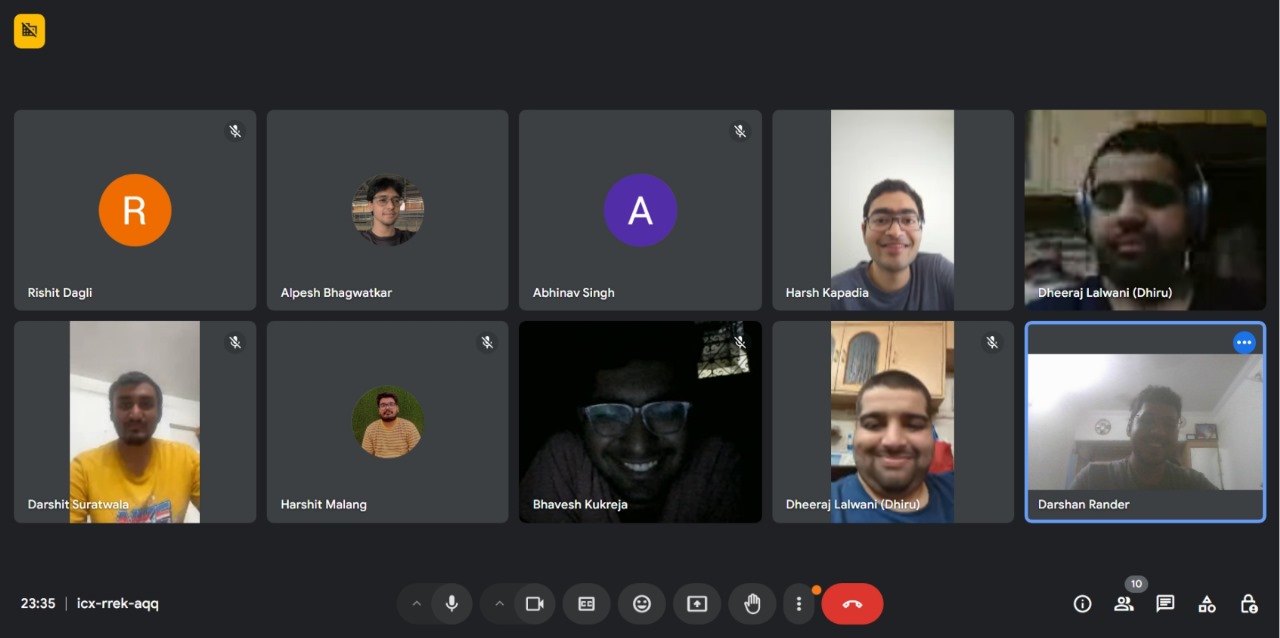 R
A
Rishit Dagli
Alpesh Bhagwatkar
Abhinav Singh
Harsh Kapadia
Dheeraj Lalwani (Dhiru)
Darshit Suratwala
Harshit Malang
Bhavesh Kukreja
Dheeraj Lalwani (Dhiru)
Darshan Rander
23:35 | icx-rrek-aqq
CC
10